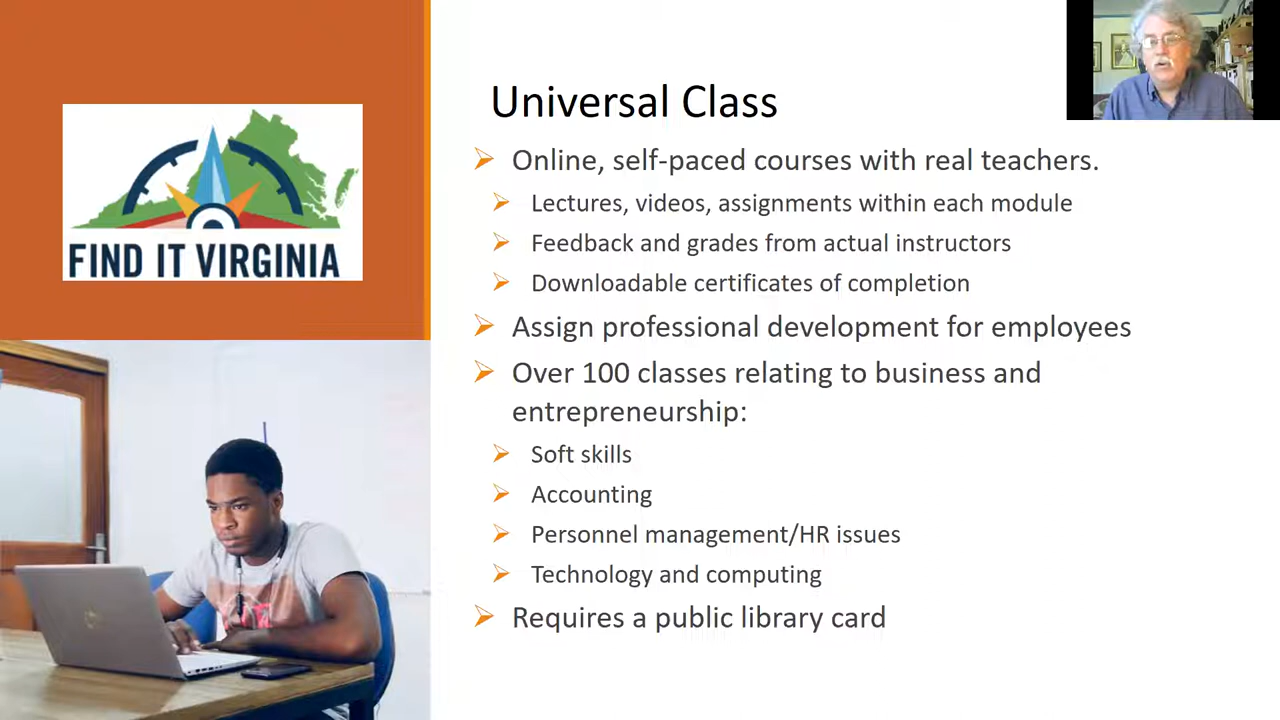 FIND IT VIRGINIA
Universal Class
Online, self-paced courses with real teachers.
Lectures, videos, assignments within each module
Feedback and grades from actual instructors
Downloadable certificates of completion
Assign professional development for employees
Over 100 classes relating to business and
entrepreneurship:
Soft skills
Accounting
Personnel management/HR issues
Technology and computing
Requires a public library card